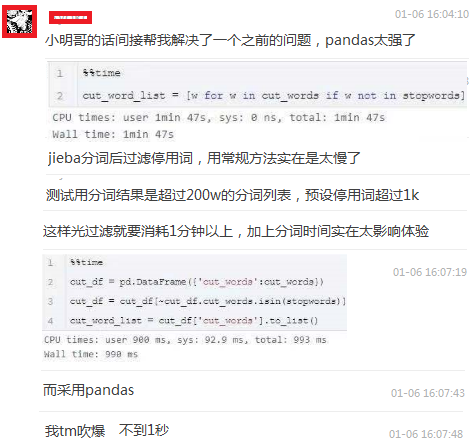 01-06 16:04:10
小明哥的话间接帮我解决了一个之前的问题，pandas太强了
1 %%time
2 cut_word_list = [w for w in cut_words if w not in stopwords]
CPU times: user 1min 47s, sys: 0 ns, total: 1min 47s
Wall time: 1min 47s
jieba分词后过滤停用词，用常规方法实在是太慢了
测试用分词结果是超过200w的分词列表，预设停用词超过1k
这样光过滤就要消耗1分钟以上，加上分词时间实在太影响体验
01-06 16:07:19
1 %%time
2 cut_df = pd.DataFrame({'cut_words':cut_words})
3 cut_df = cut_df[~cut_df.cut_words.isin(stopwords)]
4 cut_word_list = cut_df['cut_words'].to_list()
CPU times: user 900 ms, sys: 92.9 ms, total: 993 ms
Wall time: 990 ms
而采用pandas 01-06 16:07:43
我tm吹爆 不到1秒 01-06 16:07:48